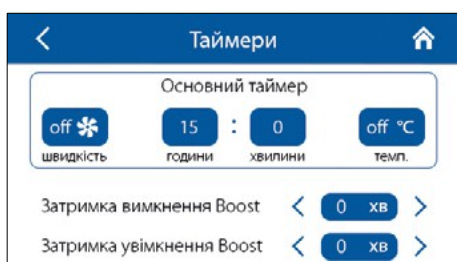 Таймери
Основний таймер
off 15 : 0 off °C
швидкість години хвилини темп.
Затримка вимкнення Boost 0 хв
Затримка увімкнення Boost 0 хв